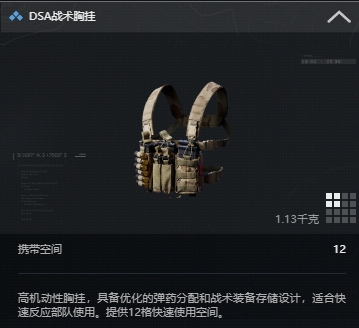 DSA战术胸挂
1.13千克
携带空间 12
高机动性胸挂，具备优化的弹药分配和战术装备存储设计，适合快
速反应部队使用。提供12格快速使用空间。